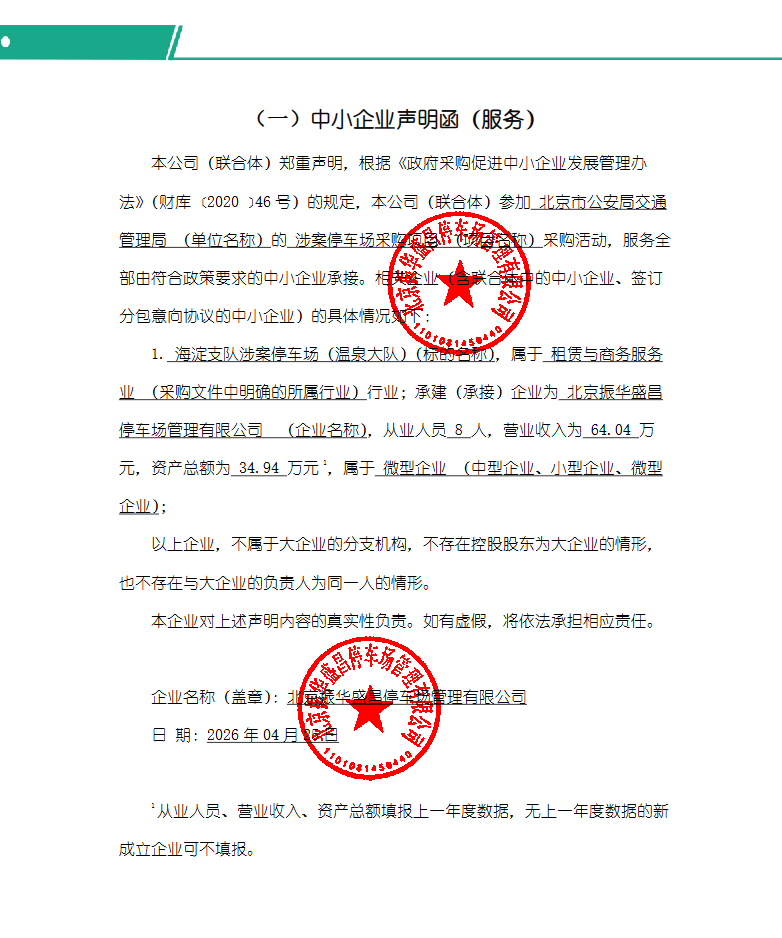 （一）中小企业声明函（服务）
本公司（联合体）郑重声明，根据《政府采购促进中小企业发展管理办
法》（财库﹝2020﹞46号）的规定，本公司（联合体）参加 北京市公安局交通
管理局 （单位名称）的 涉案停车场采购项目 （项目名称）采购活动，服务全
部由符合政策要求的中小企业承接。相关企业（含联合体中的中小企业、签订
分包意向协议的中小企业）的具体情况如下：
1. 海淀支队涉案停车场（温泉大队）（标的名称），属于 租赁与商务服务
业 （采购文件中明确的所属行业）行业；承建（承接）企业为 北京振华盛昌
停车场管理有限公司 （企业名称），从业人员 8 人，营业收入为 64.04 万
元，资产总额为 34.94 万元¹，属于 微型企业 （中型企业、小型企业、微型
企业）；
以上企业，不属于大企业的分支机构，不存在控股股东为大企业的情形，
也不存在与大企业的负责人为同一人的情形。
本企业对上述声明内容的真实性负责。如有虚假，将依法承担相应责任。
企业名称（盖章）：北京振华盛昌停车场管理有限公司
日 期：2026年04月 日
¹从业人员、营业收入、资产总额填报上一年度数据，无上一年度数据的新
成立企业可不填报。
北京振华盛昌停车场管理有限公司
1101081450440
北京振华盛昌停车场管理有限公司
1101081450440